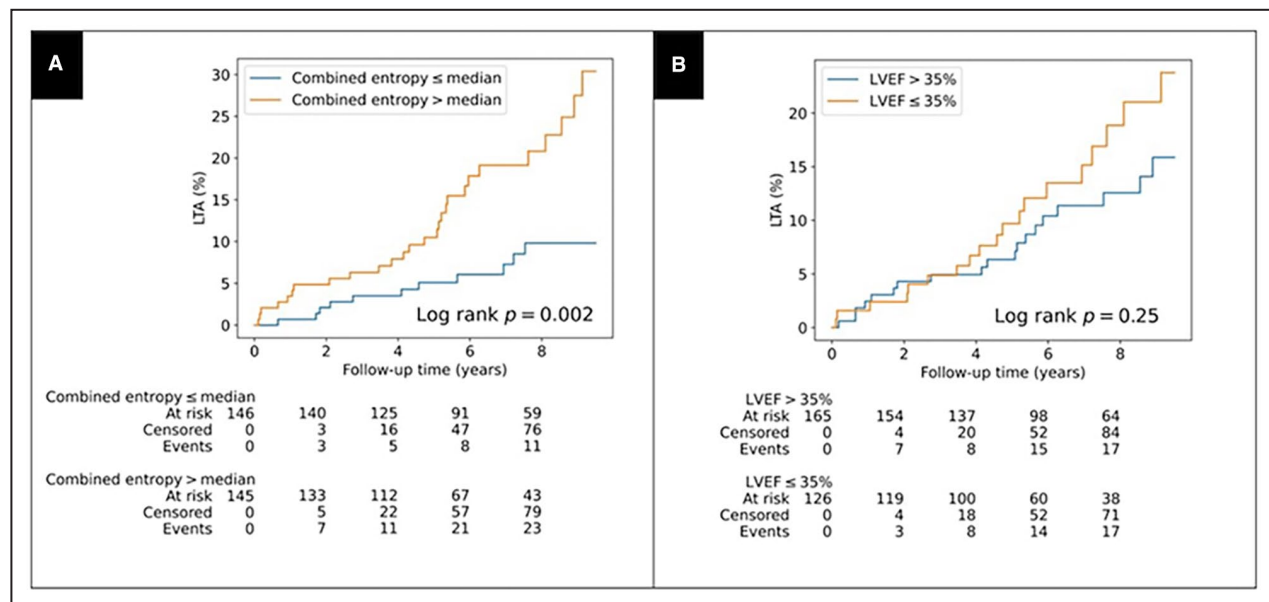 A
Combined entropy ≤ median
Combined entropy > median
30
25
20
15
10
5
0
LTA (%)
Log rank p = 0.002
0 2 4 6 8
Follow-up time (years)
Combined entropy ≤ median
At risk 146 140 125 91 59
Censored 0 3 16 47 76
Events 0 3 5 8 11
Combined entropy > median
At risk 145 133 112 67 43
Censored 0 5 22 57 79
Events 0 7 11 21 23
B
LVEF > 35%
LVEF ≤ 35%
20
15
10
5
0
LTA (%)
Log rank p = 0.25
0 2 4 6 8
Follow-up time (years)
LVEF > 35%
At risk 165 154 137 98 64
Censored 0 4 20 52 84
Events 0 7 8 15 17
LVEF ≤ 35%
At risk 126 119 100 60 38
Censored 0 4 18 52 71
Events 0 3 8 14 17